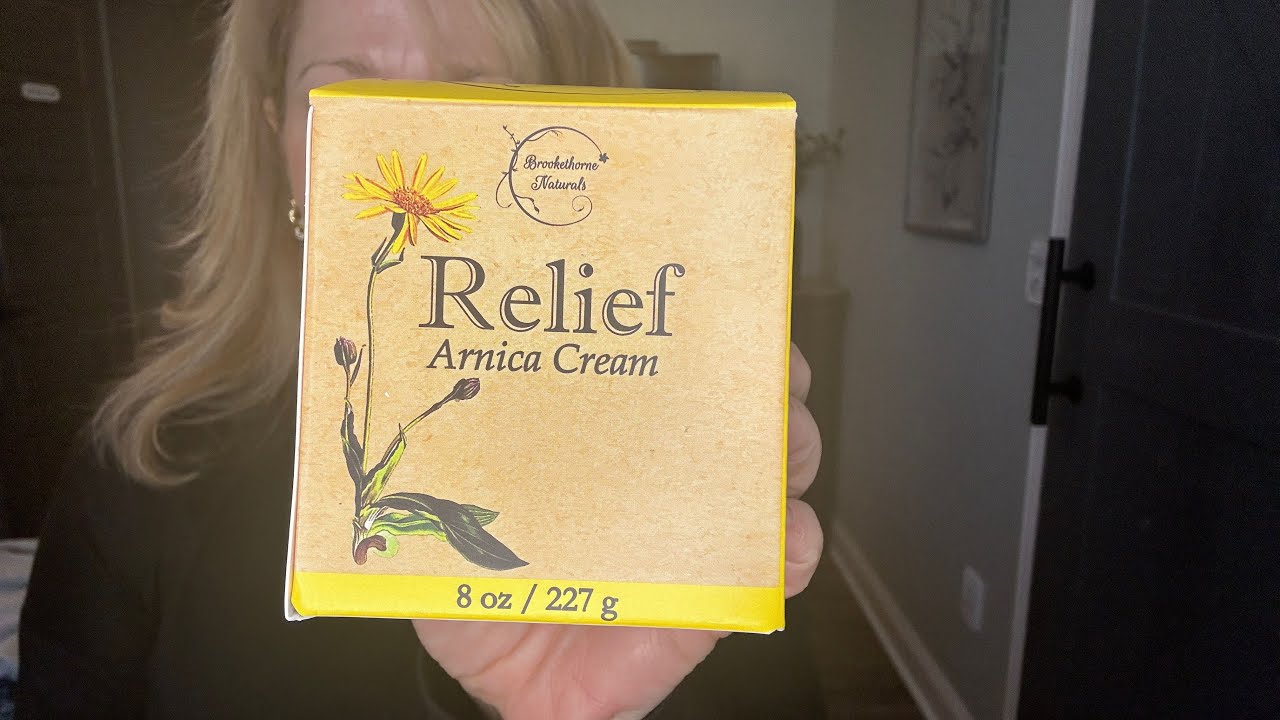 Brookethorne
Naturals
Relief
Arnica Cream
8 oz / 227 g